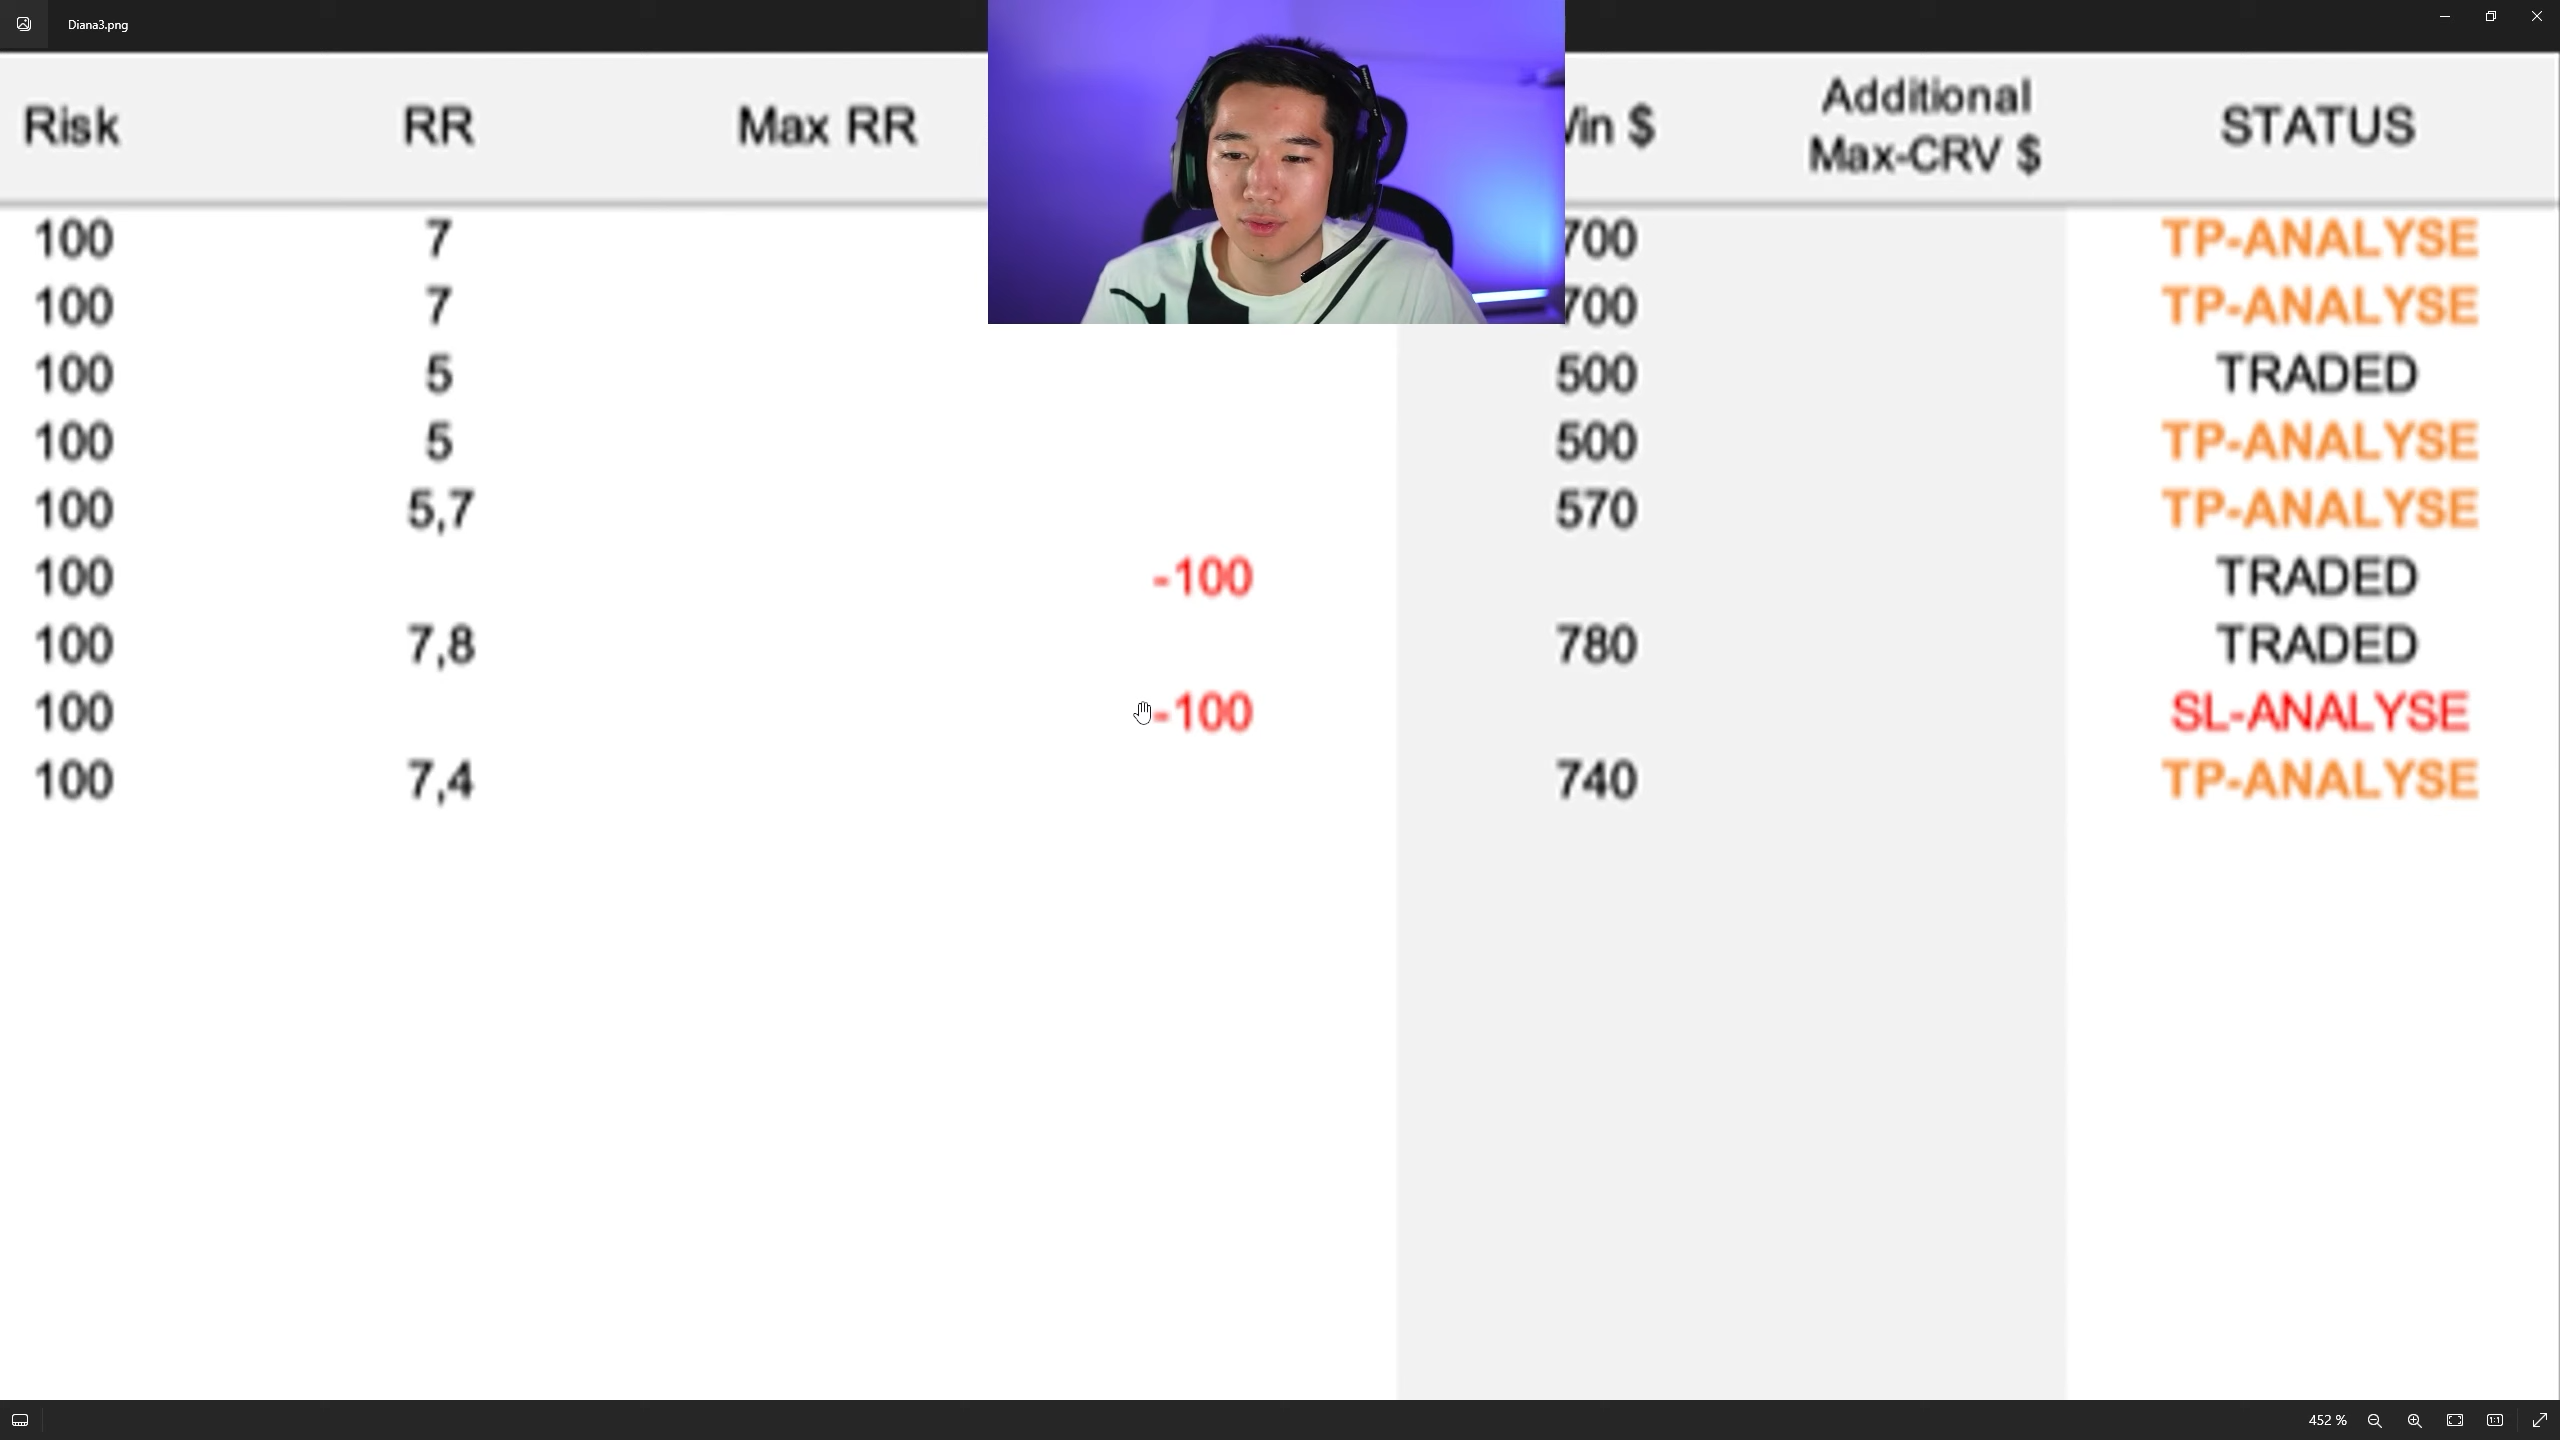 Diana3.png
Risk RR Max RR Win $ Additional Max-CRV $ STATUS
100 7 700 TP-ANALYSE
100 7 700 TP-ANALYSE
100 5 500 TRADED
100 5 500 TP-ANALYSE
100 5,7 570 TP-ANALYSE
100 -100 TRADED
100 7,8 780 TRADED
100 -100 SL-ANALYSE
100 7,4 740 TP-ANALYSE
452 %